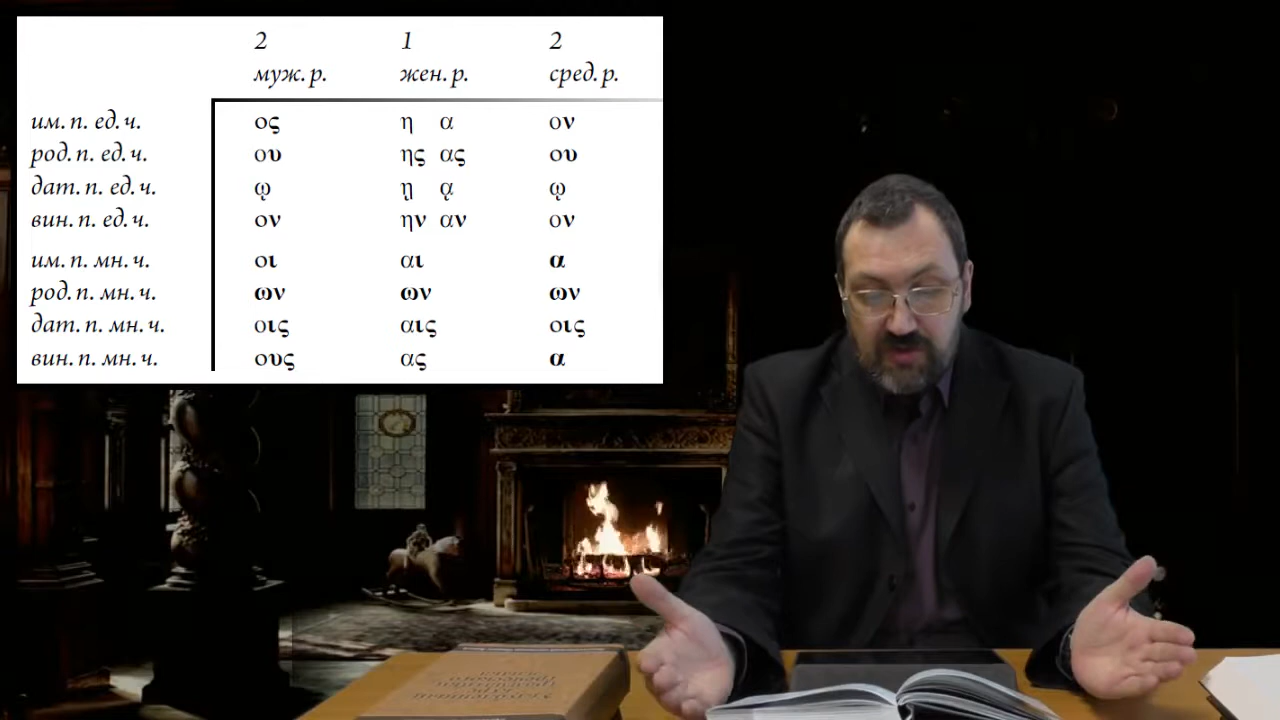 2 1 2
муж. р. жен. р. сред. р.
им. п. ед. ч. ος η α ον
род. п. ед. ч. ου ης ας ου
дат. п. ед. ч. ῳ ῃ ᾳ ῳ
вин. п. ед. ч. ον ην αν ον
им. п. мн. ч. οι αι α
род. п. мн. ч. ων ων ων
дат. п. мн. ч. οις αις οις
вин. п. мн. ч. ους ας α